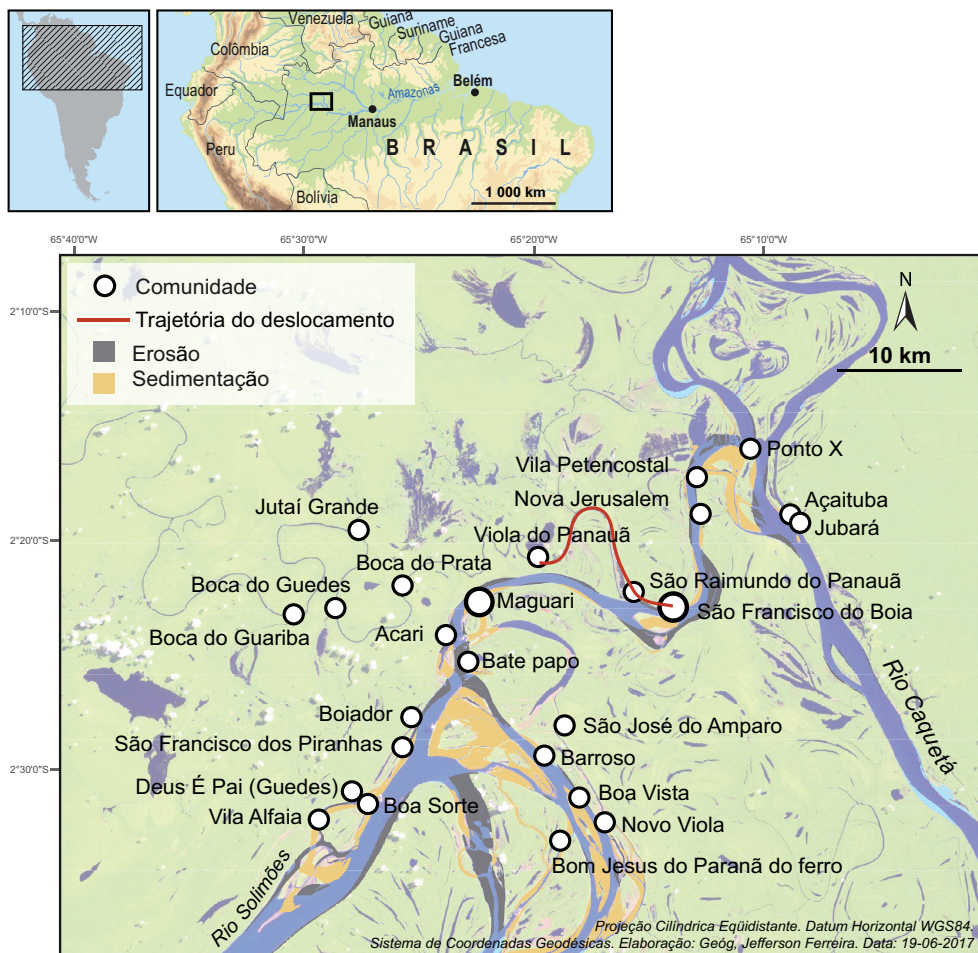 Venezuela
Guiana
Suriname
Guiana
Francesa
Colômbia
Equador
Amazonas
Belém
Manaus
Peru
BRASIL
Bolívia
1 000 km
65°40'0"W
65°30'0"W
65°20'0"W
65°10'0"W
2°10'0"S
2°20'0"S
2°30'0"S
Comunidade
Trajetória do deslocamento
Erosão
Sedimentação
N
10 km
Ponto X
Vila Petencostal
Nova Jerusalem
Açaituba
Jubará
Jutaí Grande
Viola do Panauã
Boca do Prata
Boca do Guedes
São Raimundo do Panauã
Maguari
São Francisco do Boia
Boca do Guariba
Acari
Bate papo
Rio Caquetá
Boiador
São José do Amparo
São Francisco dos Piranhas
Barroso
Deus É Pai (Guedes)
Boa Sorte
Boa Vista
Vila Alfaia
Novo Viola
Bom Jesus do Paranã do ferro
Rio Solimões
Projeção Cilíndrica Eqüidistante. Datum Horizontal WGS84.
Sistema de Coordenadas Geodésicas. Elaboração: Geóg, Jefferson Ferreira. Data: 19-06-2017